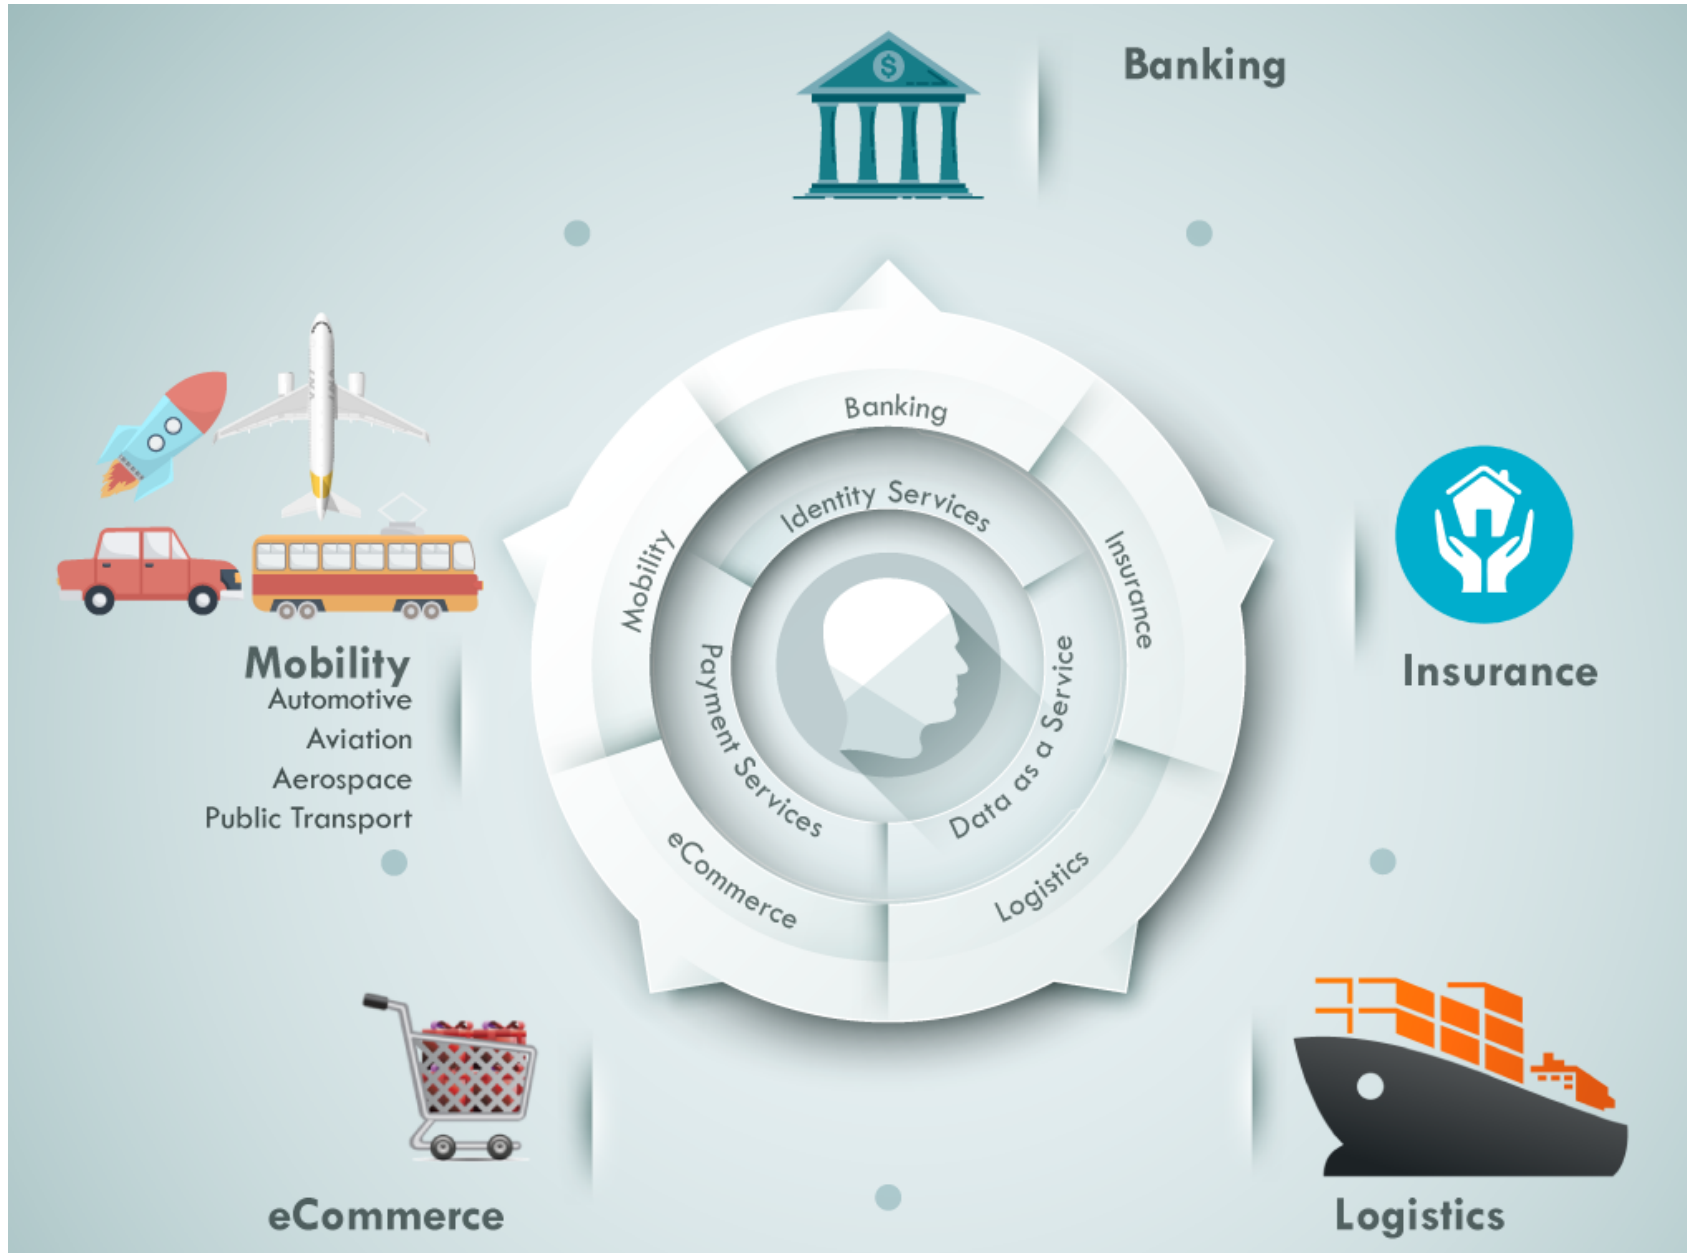 Banking
Banking
Identity Services
Mobility
Insurance
Payment Services
Data as a Service
eCommerce
Logistics
Mobility
Automotive
Aviation
Aerospace
Public Transport
Insurance
eCommerce
Logistics